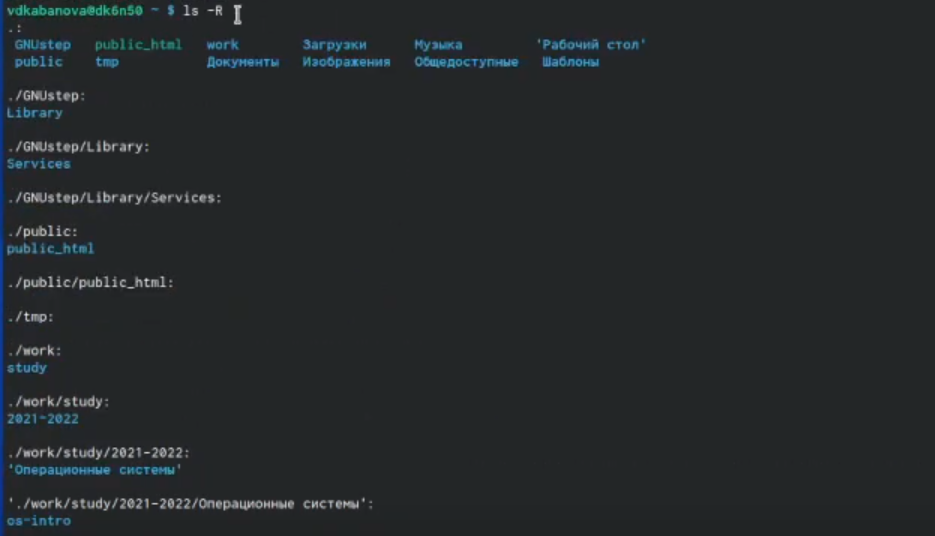 vdkabanova@dk6n50 ~ $ ls -R
.:
GNUstep public_html work Загрузки Музыка 'Рабочий стол'
public tmp Документы Изображения Общедоступные Шаблоны
./GNUstep:
Library
./GNUstep/Library:
Services
./GNUstep/Library/Services:
./public:
public_html
./public/public_html:
./tmp:
./work:
study
./work/study:
2021-2022
./work/study/2021-2022:
'Операционные системы'
'./work/study/2021-2022/Операционные системы':
os-intro